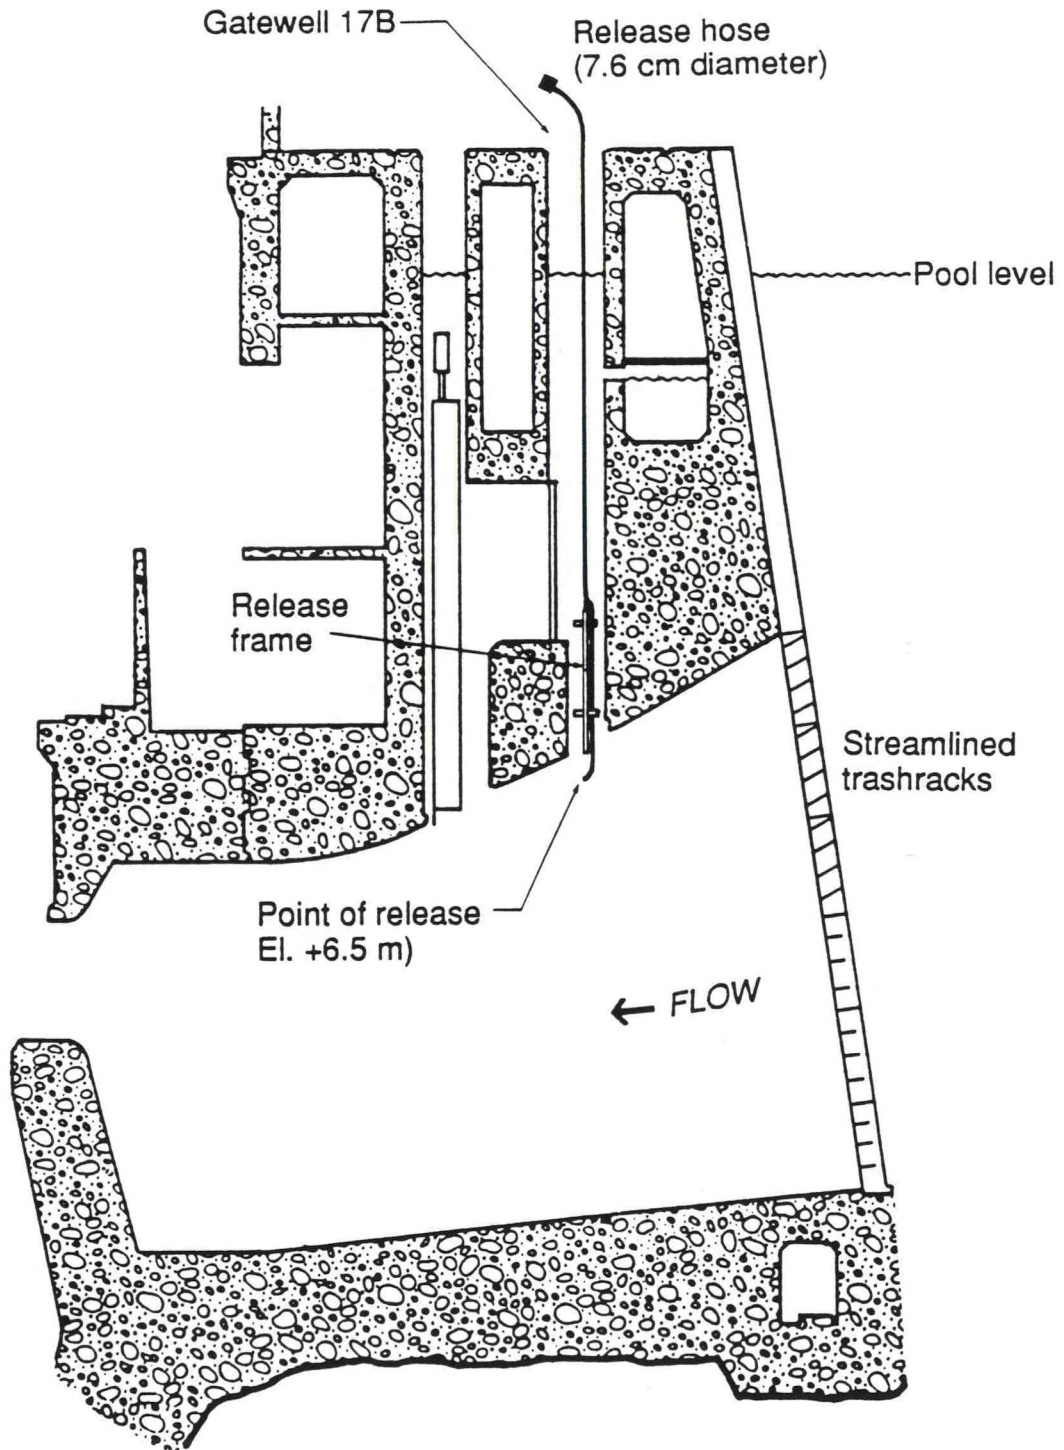 Gatewell 17B
Release hose
(7.6 cm diameter)
Pool level
Release
frame
Streamlined
trashracks
Point of release
El. +6.5 m)
FLOW